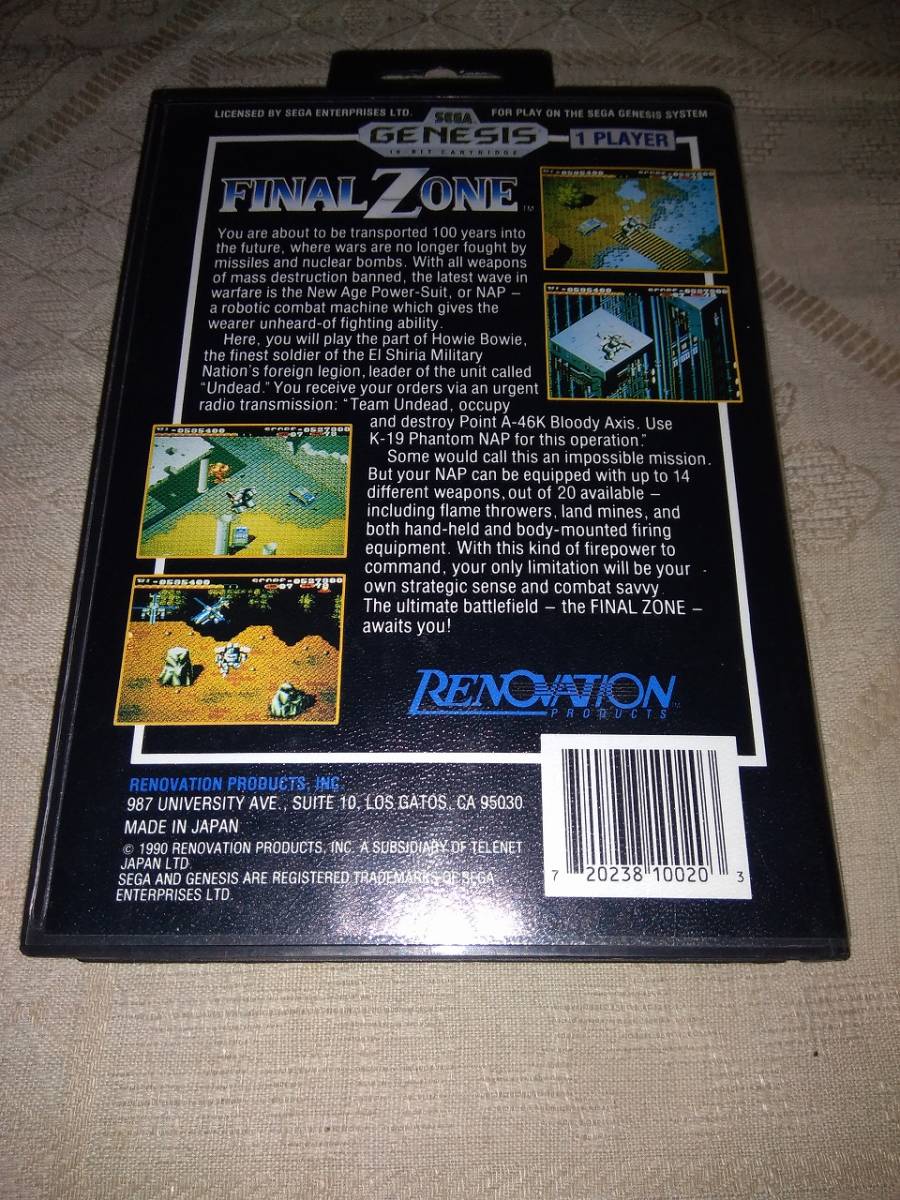 LICENSED BY SEGA ENTERPRISES LTD.
FOR PLAY ON THE SEGA GENESIS SYSTEM
SEGA
GENESIS
16-BIT CARTRIDGE
1 PLAYER
FINAL ZONE ™
You are about to be transported 100 years into
the future, where wars are no longer fought by
missiles and nuclear bombs. With all weapons
of mass destruction banned, the latest wave in
warfare is the New Age Power-Suit, or NAP –
a robotic combat machine which gives the
wearer unheard-of fighting ability.
Here, you will play the part of Howie Bowie,
the finest soldier of the El Shiria Military
Nation's foreign legion, leader of the unit called
"Undead." You receive your orders via an urgent
radio transmission: "Team Undead, occupy
and destroy Point A-46K Bloody Axis. Use
K-19 Phantom NAP for this operation."
Some would call this an impossible mission.
But your NAP can be equipped with up to 14
different weapons, out of 20 available –
including flame throwers, land mines, and
both hand-held and body-mounted firing
equipment. With this kind of firepower to
command, your only limitation will be your
own strategic sense and combat savvy.
The ultimate battlefield – the FINAL ZONE –
awaits you!
RENOVATION
PRODUCTS
RENOVATION PRODUCTS, INC.
987 UNIVERSITY AVE., SUITE 10, LOS GATOS, CA 95030
MADE IN JAPAN
© 1990 RENOVATION PRODUCTS, INC. A SUBSIDIARY OF TELENET
JAPAN LTD.
SEGA AND GENESIS ARE REGISTERED TRADEMARKS OF SEGA
ENTERPRISES LTD.
7 20238 10020 3